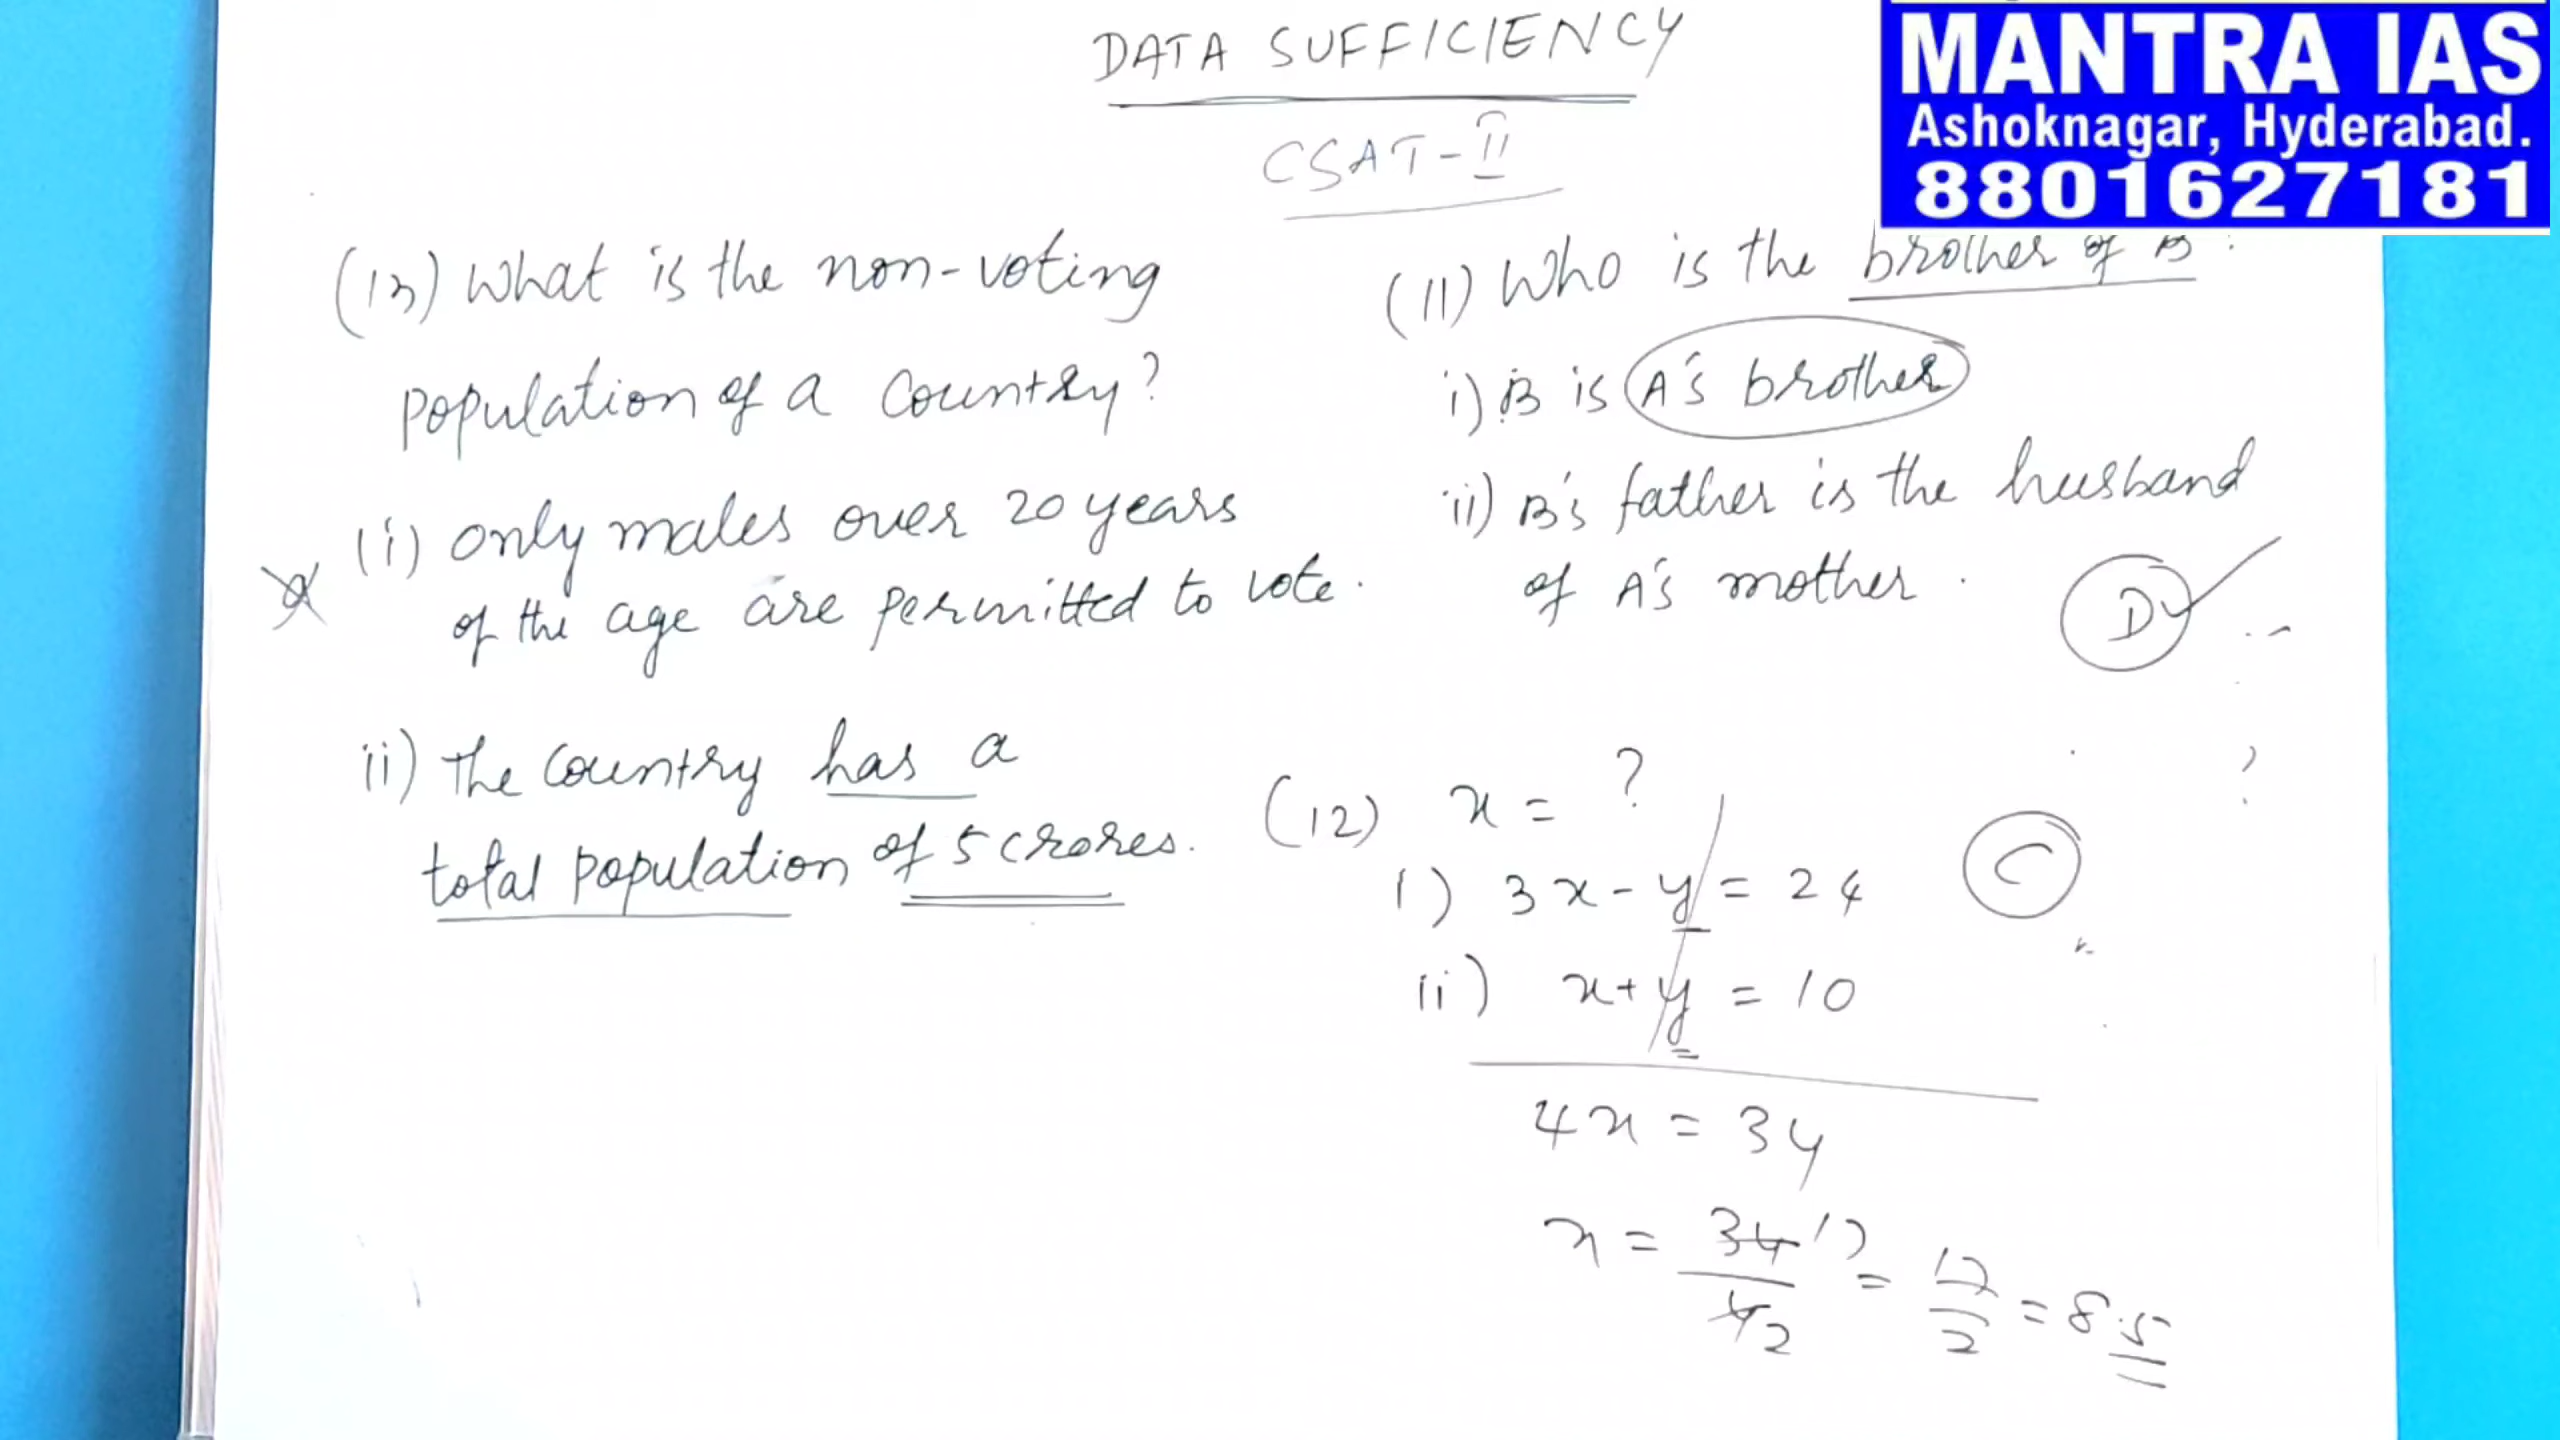 DATA SUFFICIENCY
CSAT-II
MANTRA IAS
Ashoknagar, Hyderabad.
8801627181
(13) What is the non-voting
population of a Country?
(i) only males over 20 years
of the age are permitted to vote.
ii) the Country has a
total population of 5 crores.
(11) Who is the brother of B?
i) B is A's brother
ii) B's father is the husband
of A's mother.
D
(12) x = ?
i) 3x - y = 24
C
ii) x + y = 10
4x = 34
x = 34/4 17/2 = 17/2 = 8.5